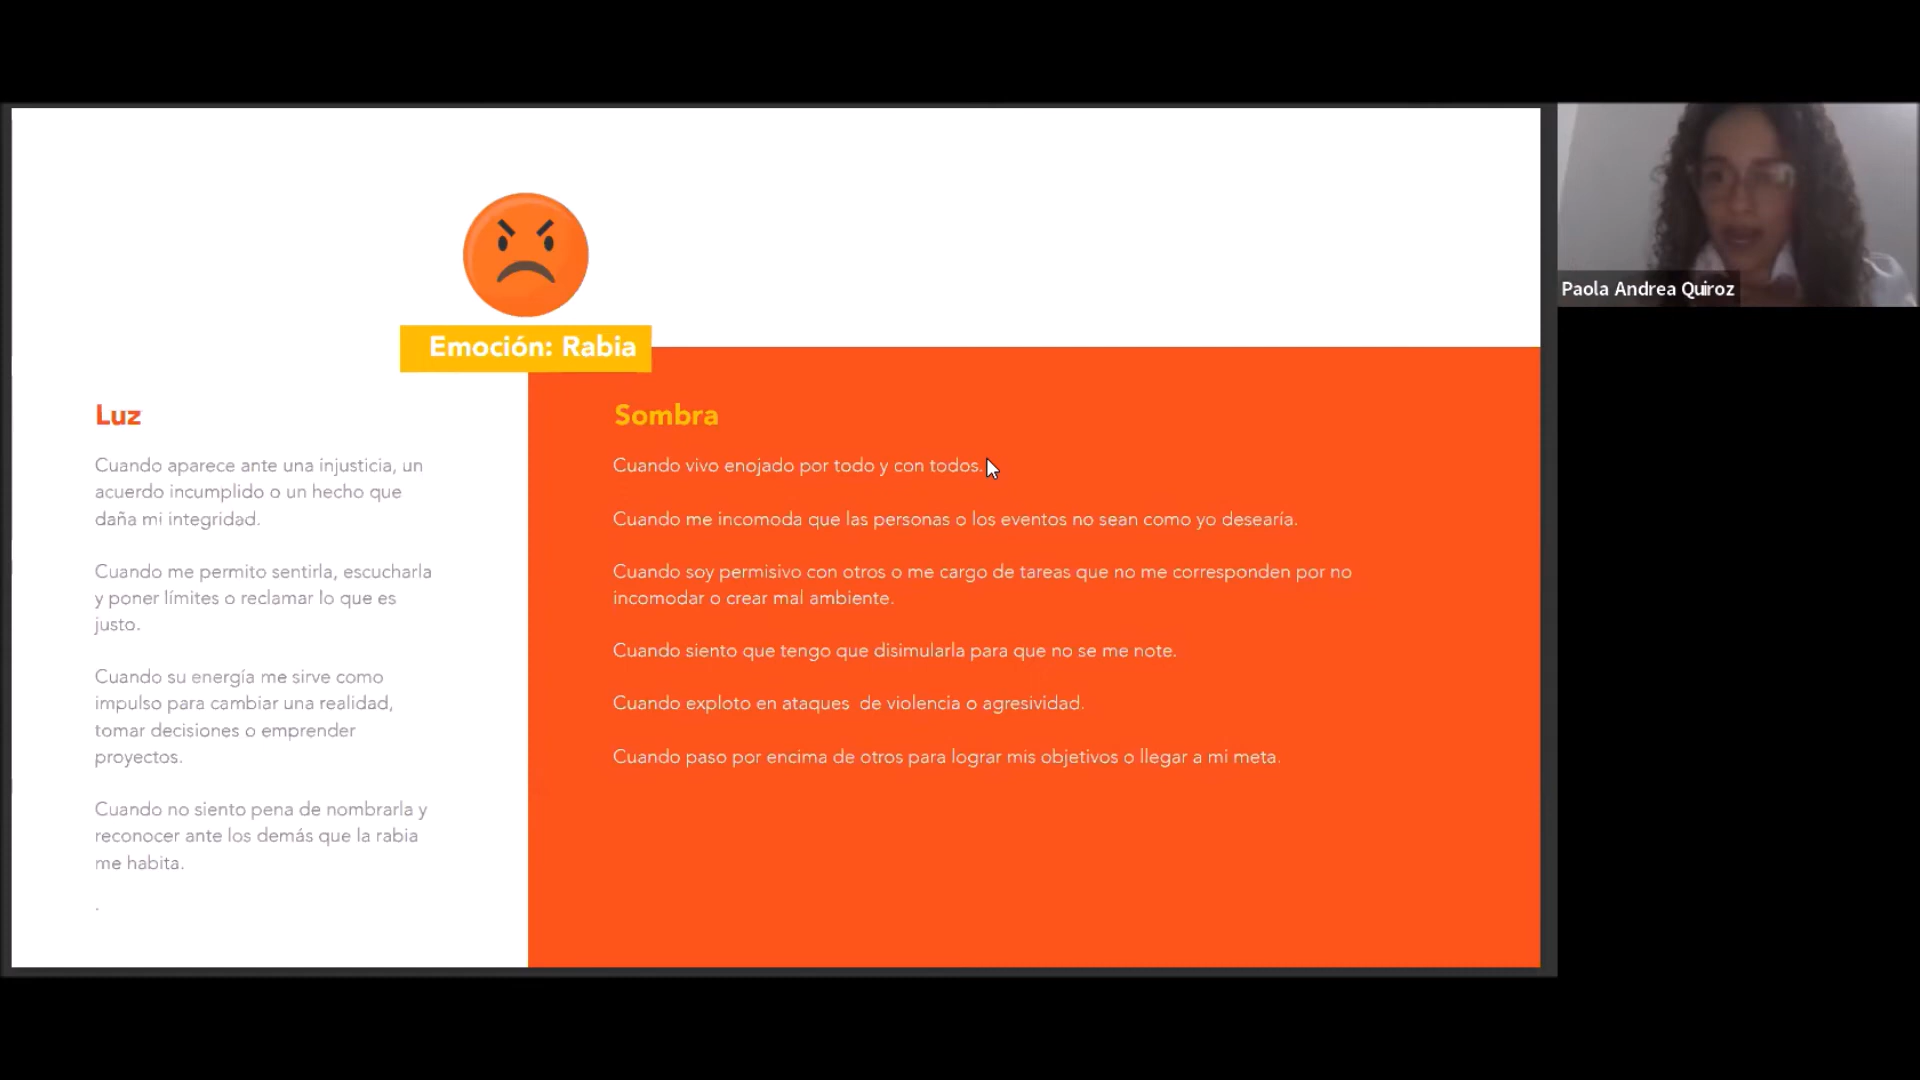 Emoción: Rabia
Luz
Cuando aparece ante una injusticia, un
acuerdo incumplido o un hecho que
daña mi integridad.
Cuando me permito sentirla, escucharla
y poner límites o reclamar lo que es
justo.
Cuando su energía me sirve como
impulso para cambiar una realidad,
tomar decisiones o emprender
proyectos.
Cuando no siento pena de nombrarla y
reconocer ante los demás que la rabia
me habita.
.
Sombra
Cuando vivo enojado por todo y con todos.
Cuando me incomoda que las personas o los eventos no sean como yo desearía.
Cuando soy permisivo con otros o me cargo de tareas que no me corresponden por no
incomodar o crear mal ambiente.
Cuando siento que tengo que disimularla para que no se me note.
Cuando exploto en ataques  de violencia o agresividad.
Cuando paso por encima de otros para lograr mis objetivos o llegar a mi meta.
Paola Andrea Quiroz